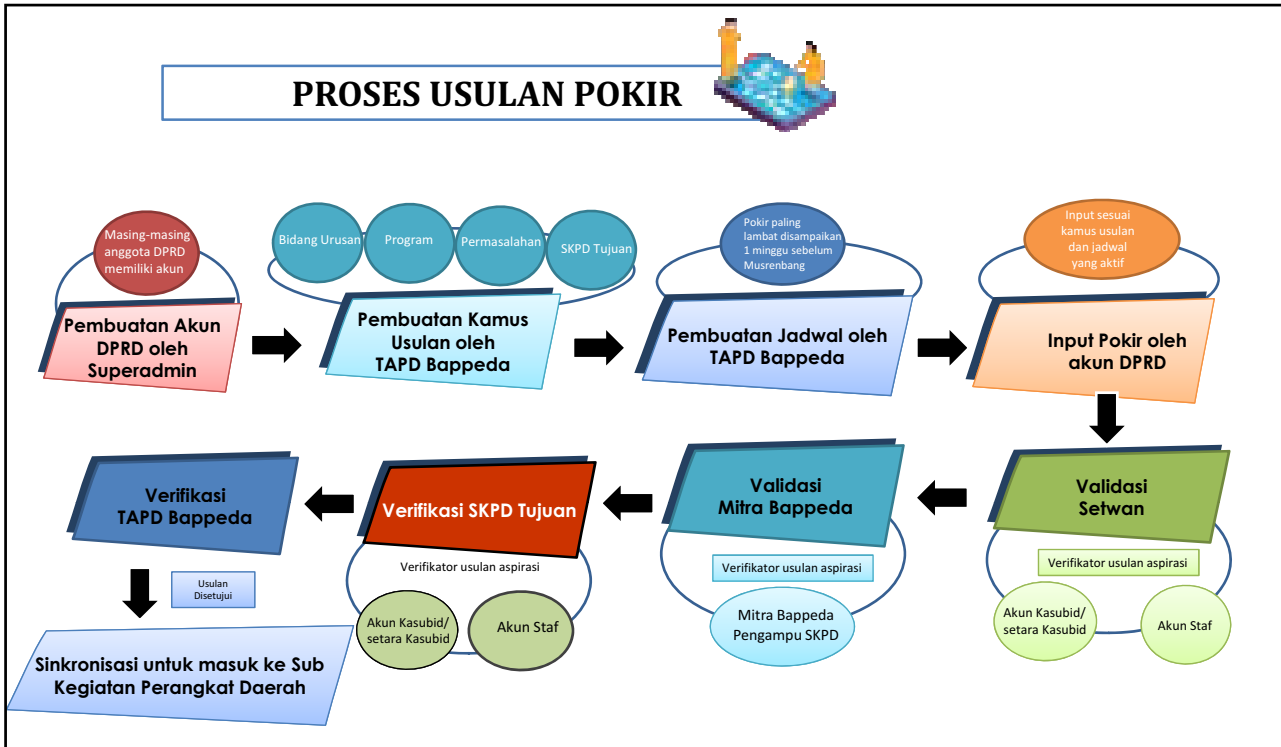 PROSES USULAN POKIR
Masing-masing
anggota DPRD
memiliki akun
Pembuatan Akun
DPRD oleh
Superadmin
Bidang Urusan
Program
Permasalahan
SKPD Tujuan
Pembuatan Kamus
Usulan oleh
TAPD Bappeda
Pokir paling
lambat disampaikan
1 minggu sebelum
Musrenbang
Pembuatan Jadwal oleh
TAPD Bappeda
Input sesuai
kamus usulan
dan jadwal
yang aktif
Input Pokir oleh
akun DPRD
Validasi
Setwan
Verifikator usulan aspirasi
Akun Kasubid/
setara Kasubid
Akun Staf
Validasi
Mitra Bappeda
Verifikator usulan aspirasi
Mitra Bappeda
Pengampu SKPD
Verifikasi SKPD Tujuan
Verifikator usulan aspirasi
Akun Kasubid/
setara Kasubid
Akun Staf
Verifikasi
TAPD Bappeda
Usulan
Disetujui
Sinkronisasi untuk masuk ke Sub
Kegiatan Perangkat Daerah